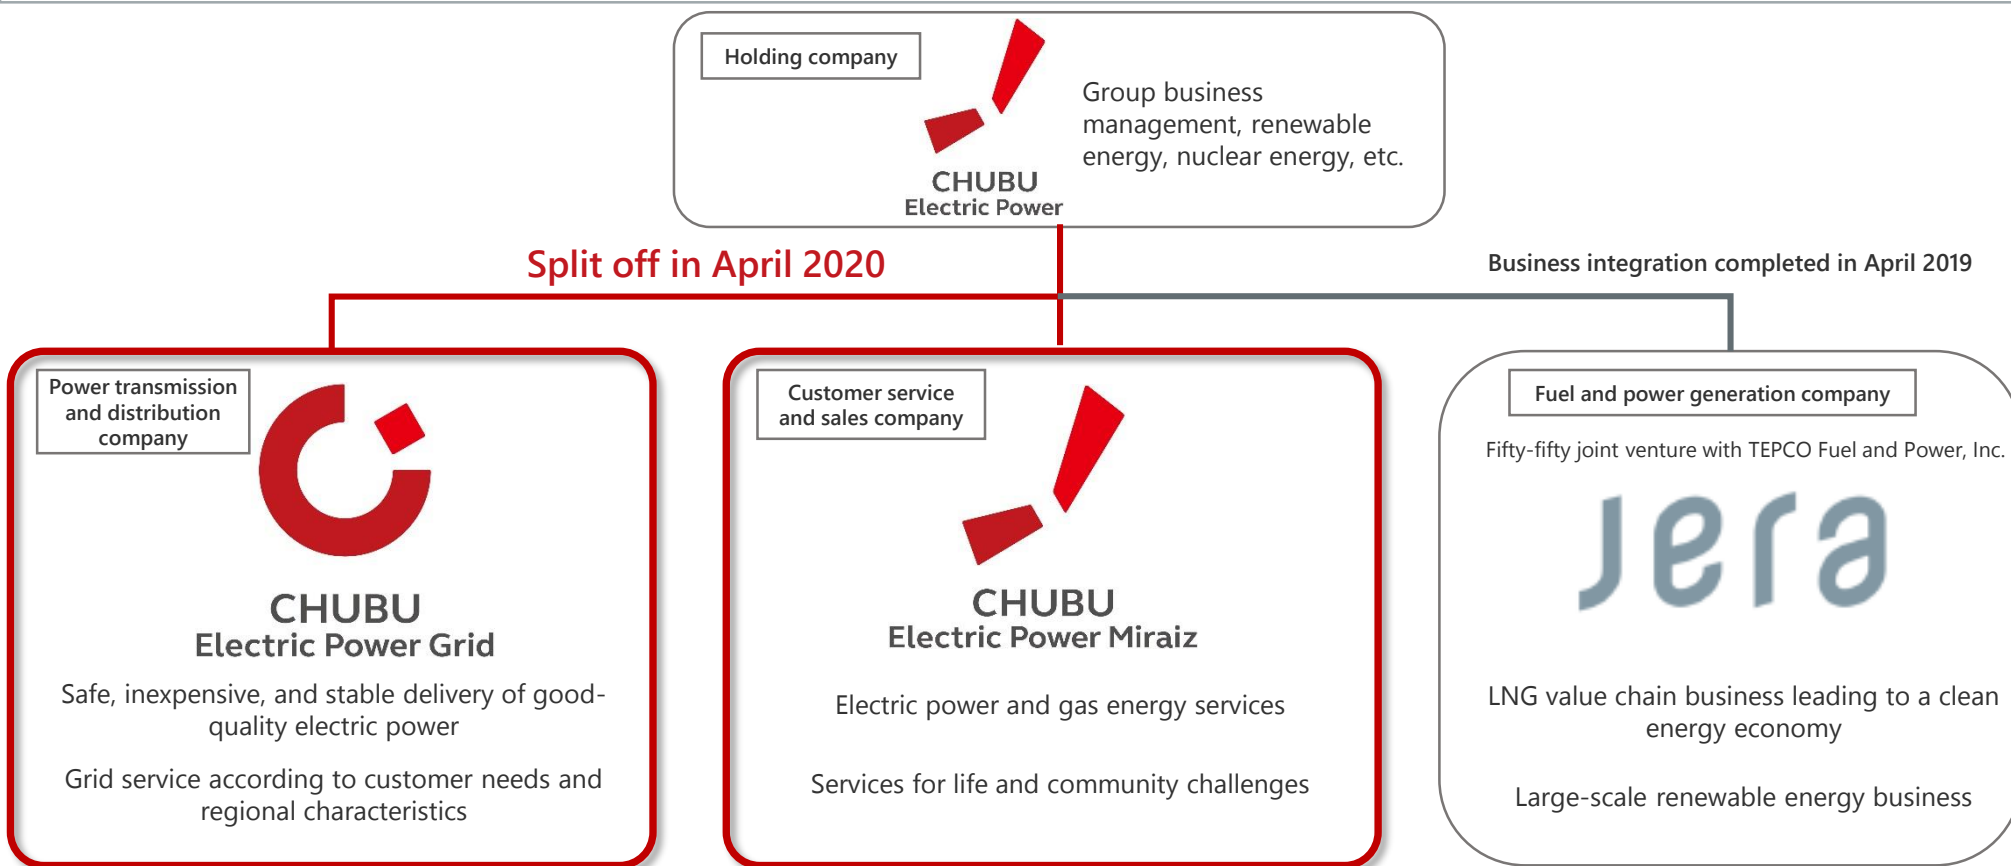 Holding company
CHUBU
Electric Power
Group business
management, renewable
energy, nuclear energy, etc.
Split off in April 2020
Business integration completed in April 2019
Power transmission
and distribution
company
CHUBU
Electric Power Grid
Safe, inexpensive, and stable delivery of good-
quality electric power
Grid service according to customer needs and
regional characteristics
Customer service
and sales company
CHUBU
Electric Power Miraiz
Electric power and gas energy services
Services for life and community challenges
Fuel and power generation company
Fifty-fifty joint venture with TEPCO Fuel and Power, Inc.
Jera
LNG value chain business leading to a clean
energy economy
Large-scale renewable energy business